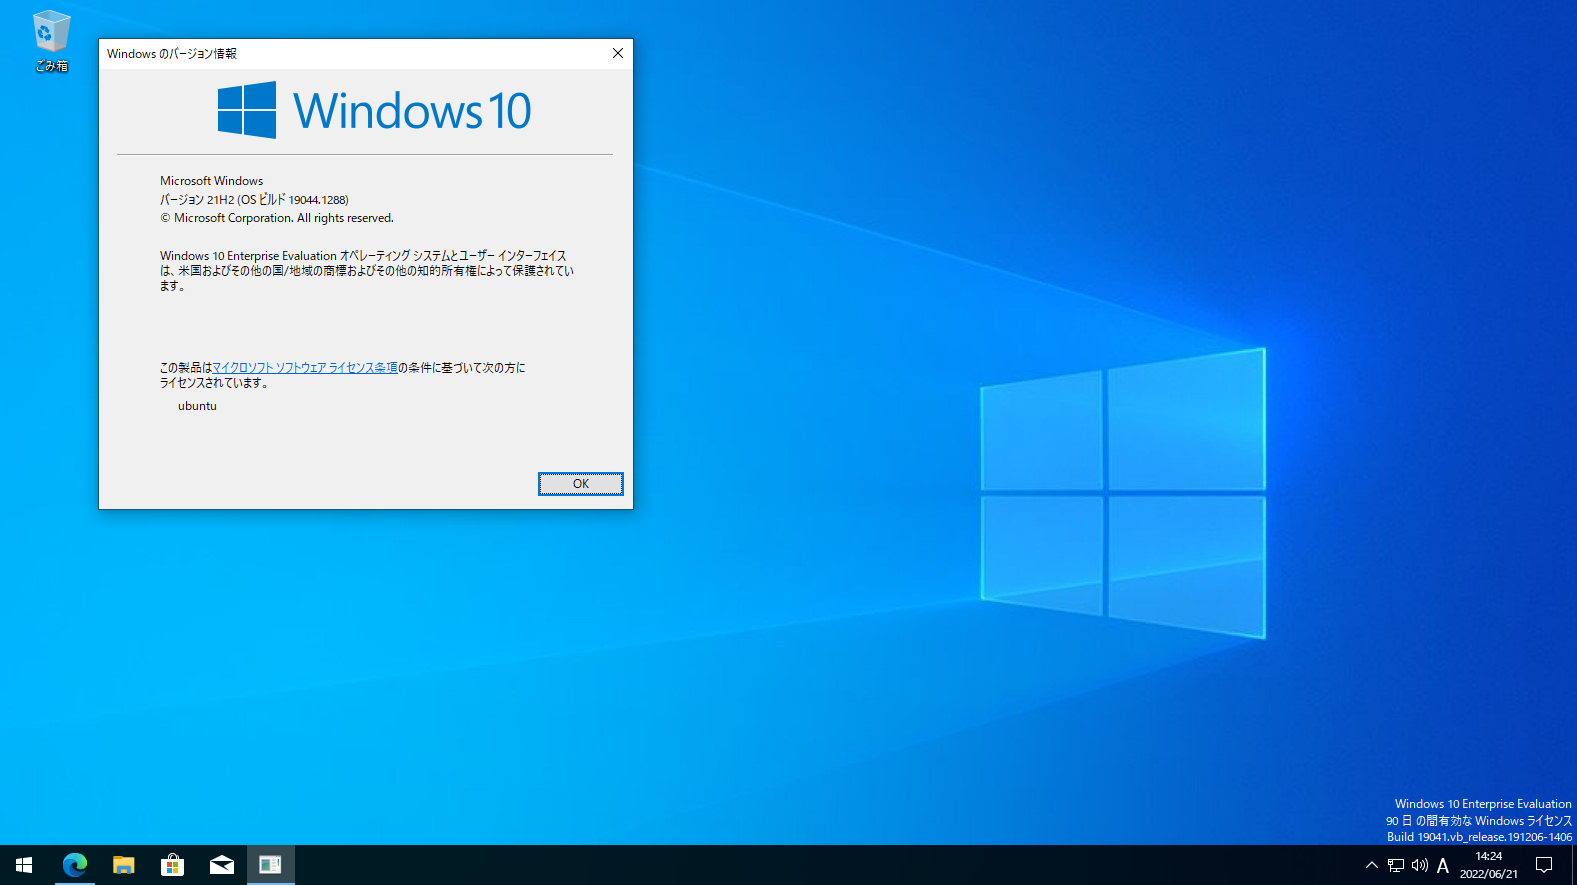 ごみ箱
Windows のバージョン情報
Windows 10
Microsoft Windows
バージョン 21H2 (OS ビルド 19044.1288)
© Microsoft Corporation. All rights reserved.
Windows 10 Enterprise Evaluation オペレーティング システムとユーザー インターフェイス
は、米国およびその他の国/地域の商標およびその他の知的所有権によって保護されてい
ます。
この製品はマイクロソフト ソフトウェア ライセンス条項の条件に基づいて次の方に
ライセンスされています。
ubuntu
OK
Windows 10 Enterprise Evaluation
90 日 の間有効な Windows ライセンス
Build 19041.vb_release.191206-1406
A
14:24
2022/06/21